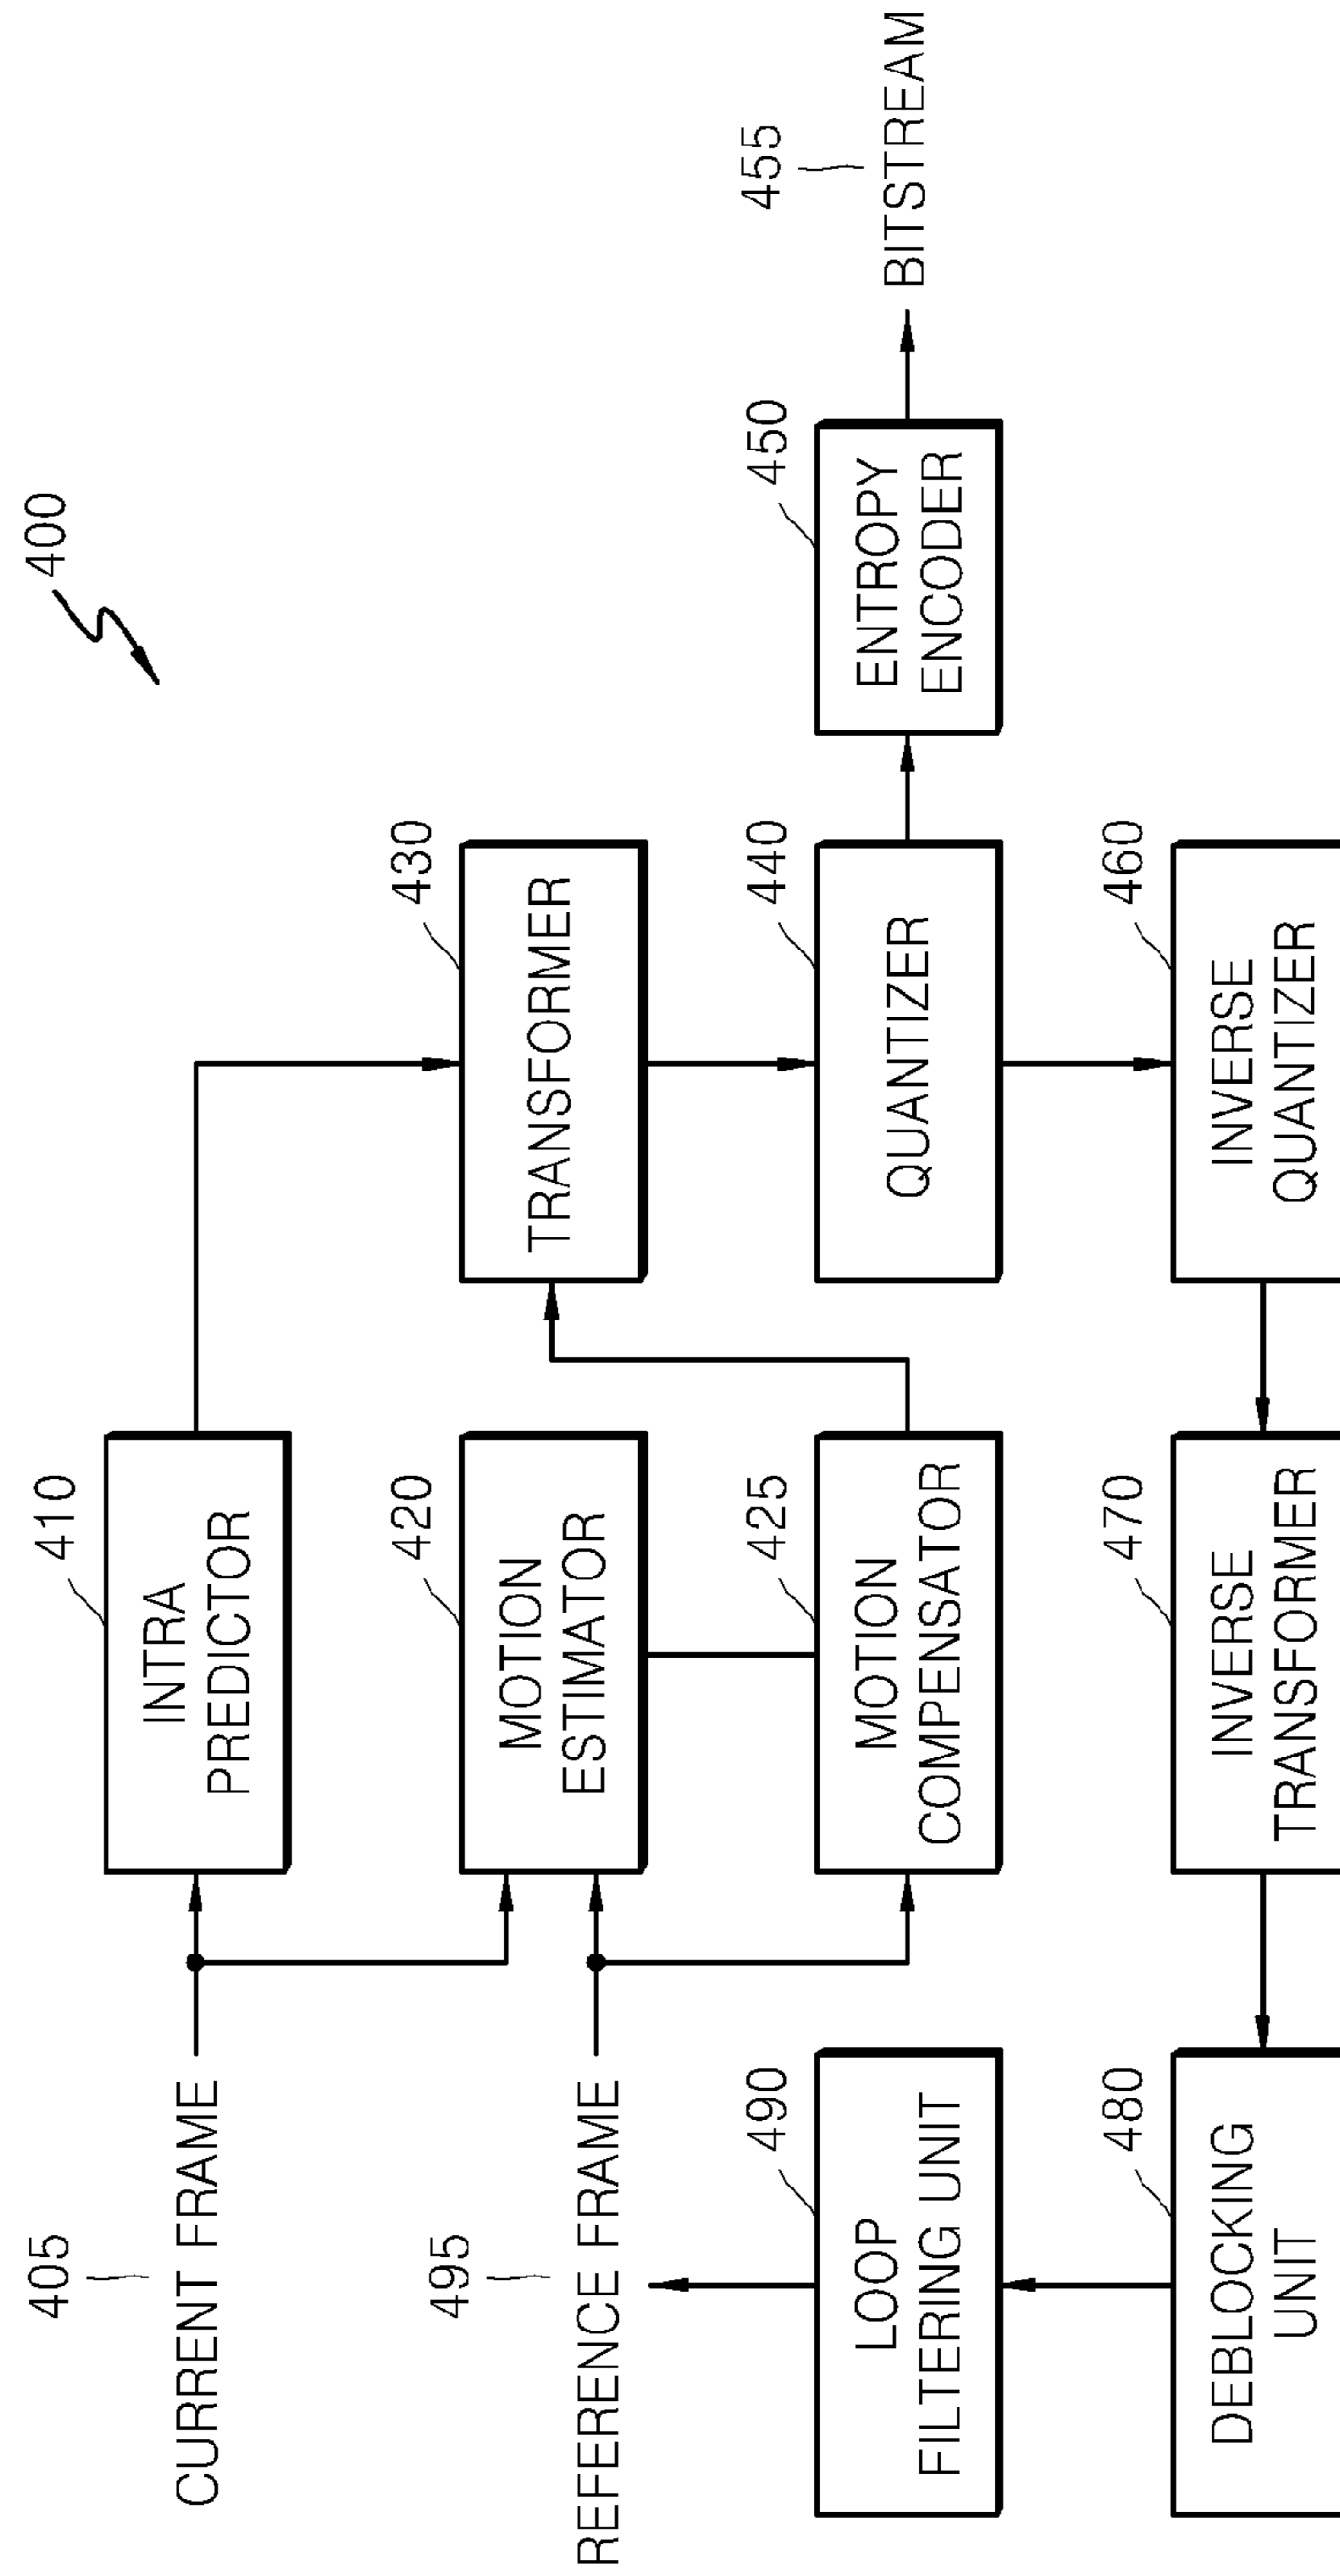 400
405
CURRENT FRAME
410
INTRA
PREDICTOR
495
REFERENCE FRAME
420
MOTION
ESTIMATOR
430
TRANSFORMER
490
LOOP
FILTERING UNIT
425
MOTION
COMPENSATOR
440
QUANTIZER
450
ENTROPY
ENCODER
455
BITSTREAM
480
DEBLOCKING
UNIT
470
INVERSE
TRANSFORMER
460
INVERSE
QUANTIZER